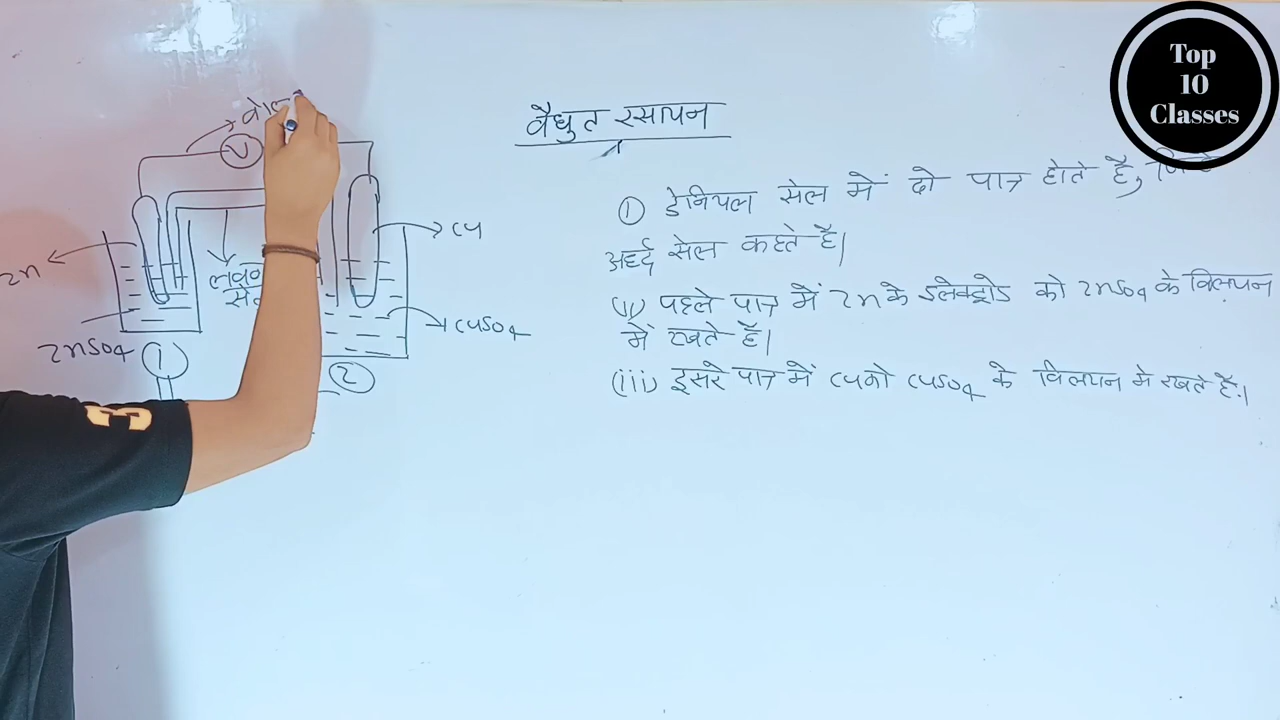 Top
10
Classes
वैधुत रसायन
① डेनियल सेल में दो पात्र होते है,
अर्ध्द सेल कहते है।
(ii) पहले पात्र में Zn के इलेक्ट्रोड को ZnSO4 के विलयन
में रखते है।
(iii) दूसरे पात्र में Cu को CuSO4 के विलयन मे रखते है।
V
Cu
Zn
CuSO4
ZnSO4
①
②